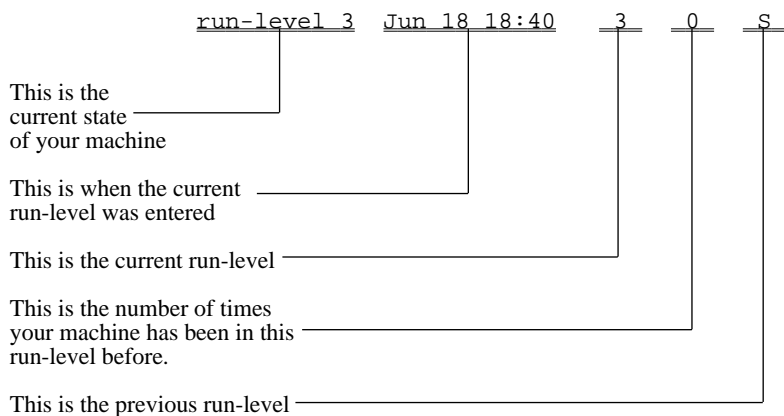 run-level 3 Jun 18 18:40 3 0 S
This is the
current state
of your machine
This is when the current
run-level was entered
This is the current run-level
This is the number of times
your machine has been in this
run-level before.
This is the previous run-level